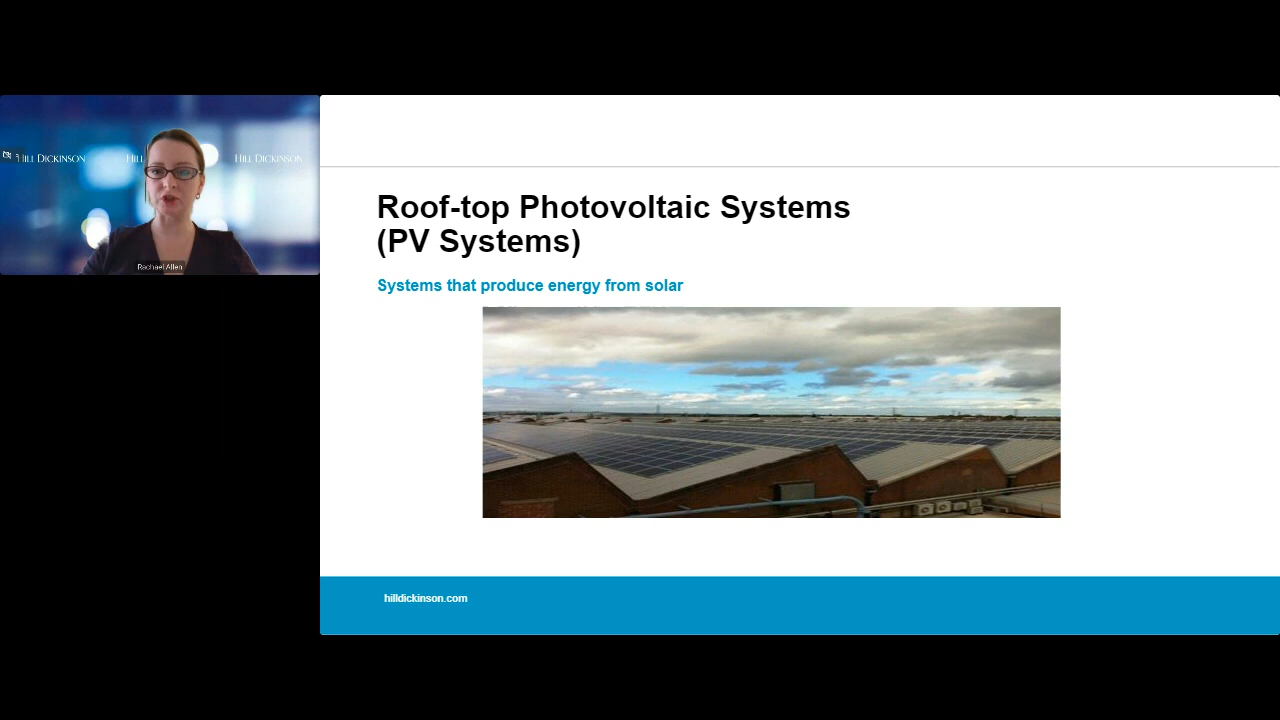 HILL DICKINSON
HILL
HILL DICKINSON
Rachael Allen
Roof-top Photovoltaic Systems
(PV Systems)
Systems that produce energy from solar
hilldickinson.com